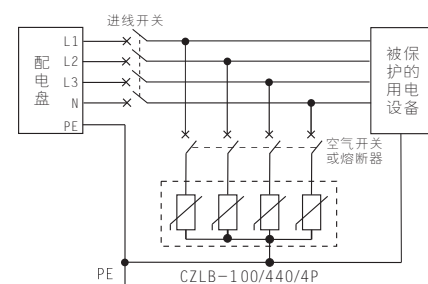 进线开关
配电盘
L1
L2
L3
N
PE
被保护的用电设备
空气开关
或熔断器
PE
CZLB-100/440/4P